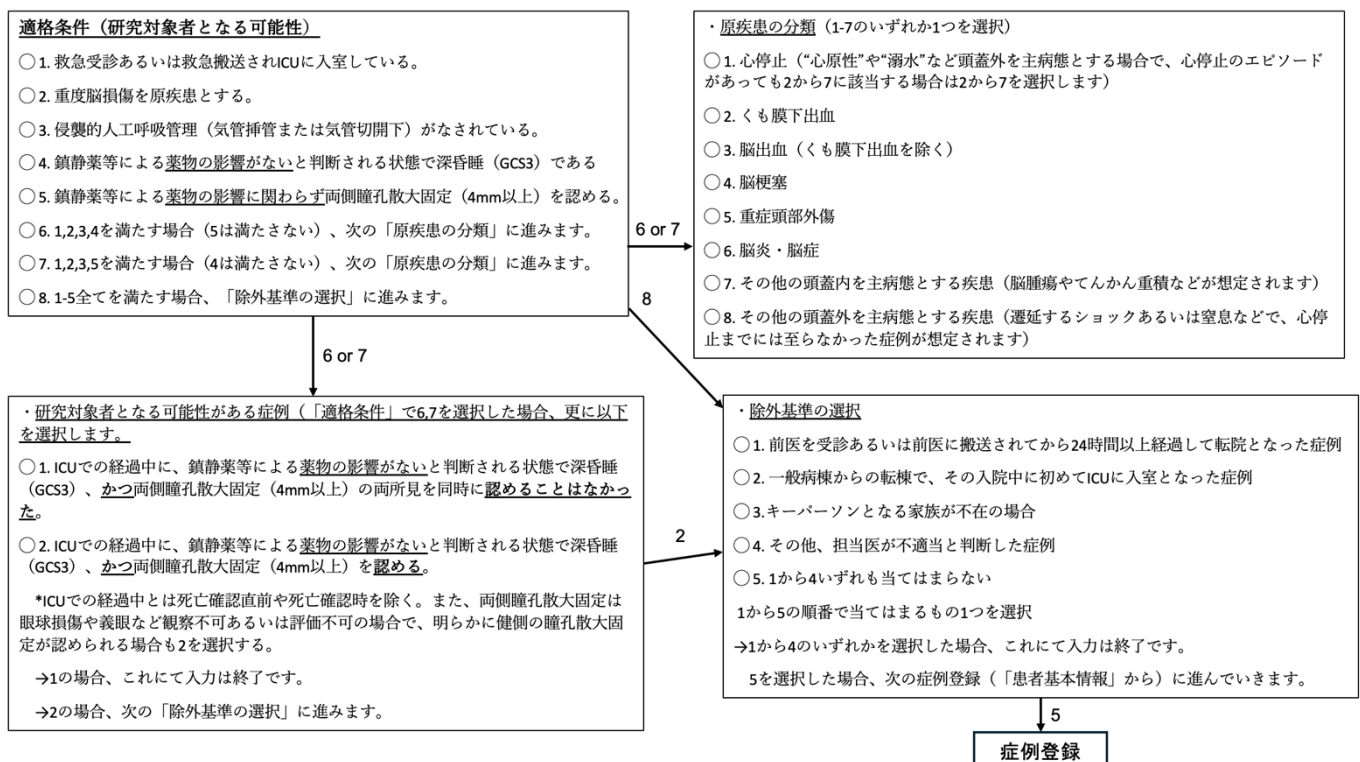 適格条件（研究対象者となる可能性）
○1. 救急受診あるいは救急搬送されICUに入室している。
○2. 重度脳損傷を原疾患とする。
○3. 侵襲的人工呼吸管理（気管挿管または気管切開下）がなされている。
○4. 鎮静薬等による薬物の影響がないと判断される状態で深昏睡（GCS3）である
○5. 鎮静薬等による薬物の影響に関わらず両側瞳孔散大固定（4mm以上）を認める。
○6. 1,2,3,4を満たす場合（5は満たさない）、次の「原疾患の分類」に進みます。
○7. 1,2,3,5を満たす場合（4は満たさない）、次の「原疾患の分類」に進みます。
○8. 1-5全てを満たす場合、「除外基準の選択」に進みます。
6 or 7
8
6 or 7
・原疾患の分類（1-7のいずれか1つを選択）
○1. 心停止（“心原性”や“溺水”など頭蓋外を主病態とする場合で、心停止のエピソード
があっても2から7に該当する場合は2から7を選択します）
○2. くも膜下出血
○3. 脳出血（くも膜下出血を除く）
○4. 脳梗塞
○5. 重症頭部外傷
○6. 脳炎・脳症
○7. その他の頭蓋内を主病態とする疾患（脳腫瘍やてんかん重積などが想定されます）
○8. その他の頭蓋外を主病態とする疾患（遷延するショックあるいは窒息などで、心停
止までには至らなかった症例が想定されます）
・研究対象者となる可能性がある症例（「適格条件」で6,7を選択した場合、更に以下
を選択します。
○1. ICUでの経過中に、鎮静薬等による薬物の影響がないと判断される状態で深昏睡
（GCS3）、かつ両側瞳孔散大固定（4mm以上）の両所見を同時に認めることはなかっ
た。
○2. ICUでの経過中に、鎮静薬等による薬物の影響がないと判断される状態で深昏睡
（GCS3）、かつ両側瞳孔散大固定（4mm以上）を認める。
*ICUでの経過中とは死亡確認直前や死亡確認時を除く。また、両側瞳孔散大固定は
眼球損傷や義眼など観察不可あるいは評価不可の場合で、明らかに健側の瞳孔散大固
定が認められる場合も2を選択する。
→1の場合、これにて入力は終了です。
→2の場合、次の「除外基準の選択」に進みます。
2
・除外基準の選択
○1. 前医を受診あるいは前医に搬送されてから24時間以上経過して転院となった症例
○2. 一般病棟からの転棟で、その入院中に初めてICUに入室となった症例
○3.キーパーソンとなる家族が不在の場合
○4. その他、担当医が不適当と判断した症例
○5. 1から4いずれも当てはまらない
1から5の順番で当てはまるもの1つを選択
→1から4のいずれかを選択した場合、これにて入力は終了です。
5を選択した場合、次の症例登録（「患者基本情報」から）に進んでいきます。
5
症例登録